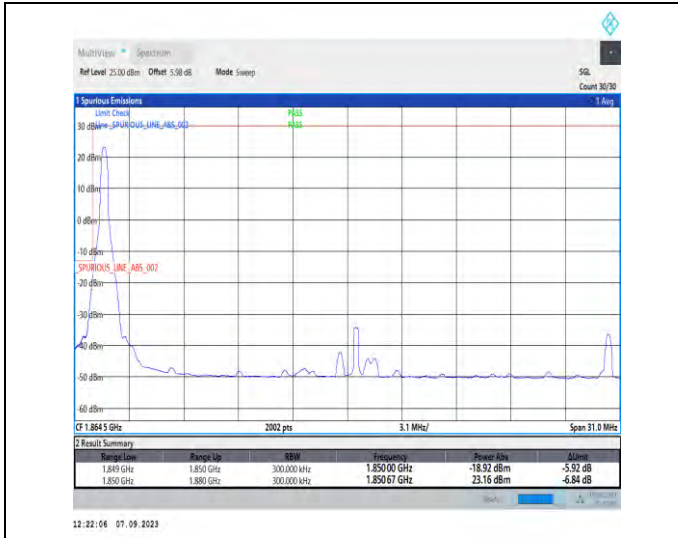 MultiView Spectrum
Ref Level 25.00 dBm Offset 5.98 dB Mode Sweep SGL
Count 30/30
1 Spurious Emissions 1 Avg
Limit Check PASS
Line _SPURIOUS_LINE_ABS_002 PASS
30 dBm
20 dBm
10 dBm
0 dBm
-10 dBm
_SPURIOUS_LINE_ABS_002
-20 dBm
-30 dBm
-40 dBm
-50 dBm
-60 dBm
CF 1.864 5 GHz 2002 pts 3.1 MHz/ Span 31.0 MHz
2 Result Summary
Range Low Range Up RBW Frequency Power Abs ΔLimit
1.849 GHz 1.850 GHz 300.000 kHz 1.850 00 GHz -18.92 dBm -5.92 dB
1.850 GHz 1.880 GHz 300.000 kHz 1.850 67 GHz 23.16 dBm -6.84 dB
12:22:06 07.09.2023